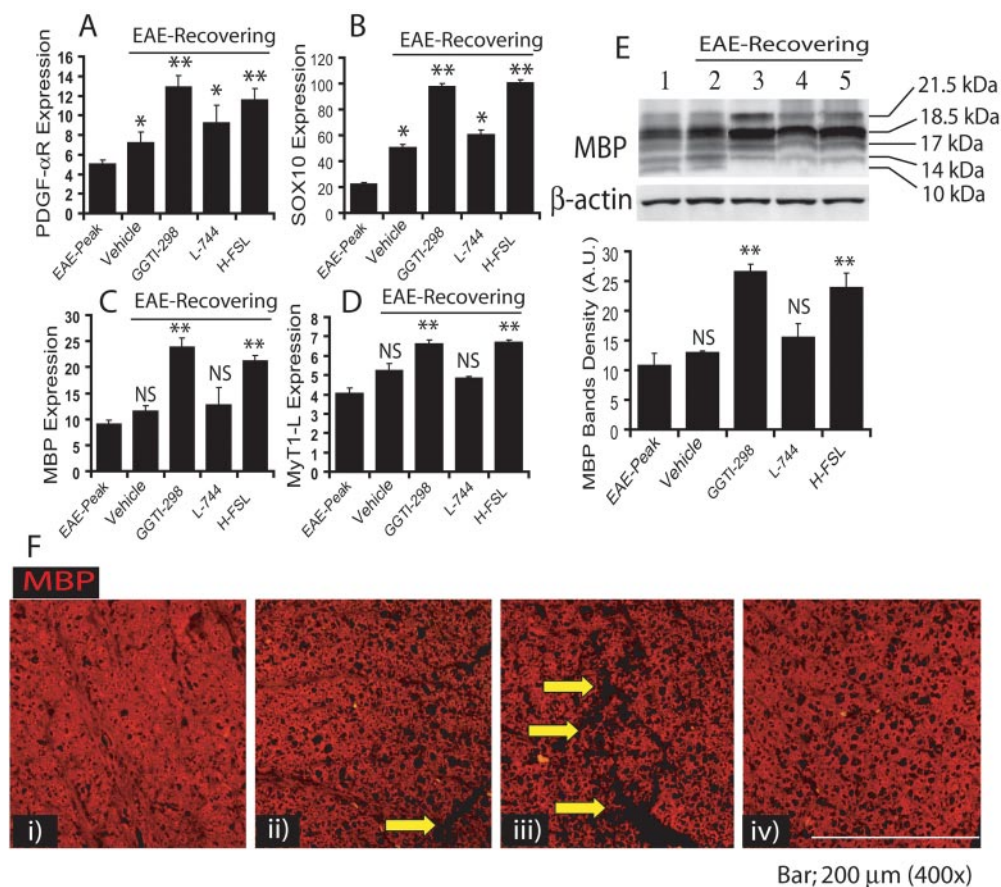 A
EAE-Recovering
PDGF-αR Expression
16
14
12
10
8
6
4
2
0
*
**
*
**
EAE-Peak
Vehicle
GGTI-298
L-744
H-FSL
B
EAE-Recovering
SOX10 Expression
120
100
80
60
40
20
0
*
**
*
**
EAE-Peak
Vehicle
GGTI-298
L-744
H-FSL
C
EAE-Recovering
MBP Expression
30
25
20
15
10
5
0
NS
**
NS
**
EAE-Peak
Vehicle
GGTI-298
L-744
H-FSL
D
EAE-Recovering
MyT1-L Expression
8
7
6
5
4
3
2
1
0
NS
**
NS
**
EAE-Peak
Vehicle
GGTI-298
L-744
H-FSL
E
EAE-Recovering
1 2 3 4 5
MBP
21.5 kDa
18.5 kDa
17 kDa
14 kDa
10 kDa
β-actin
MBP Bands Density (A.U.)
30
25
20
15
10
5
0
NS
**
NS
**
EAE-Peak
Vehicle
GGTI-298
L-744
H-FSL
F
MBP
i)
ii)
iii)
iv)
Bar; 200 μm (400x)